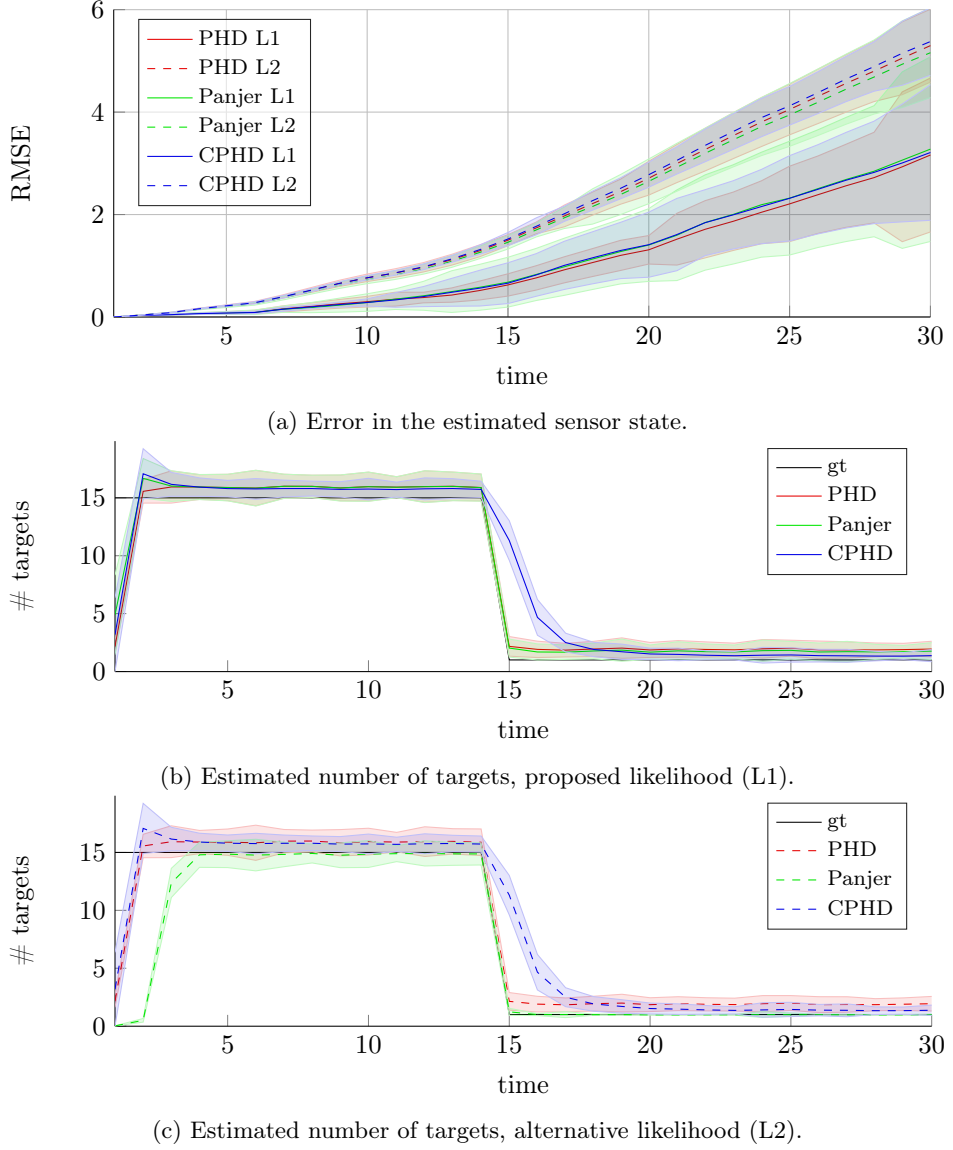 6
4
2
0
RMSE
PHD L1
PHD L2
Panjer L1
Panjer L2
CPHD L1
CPHD L2
5 10 15 20 25 30
time
(a) Error in the estimated sensor state.
15
10
5
0
# targets
gt
PHD
Panjer
CPHD
5 10 15 20 25 30
time
(b) Estimated number of targets, proposed likelihood (L1).
15
10
5
0
# targets
gt
PHD
Panjer
CPHD
5 10 15 20 25 30
time
(c) Estimated number of targets, alternative likelihood (L2).